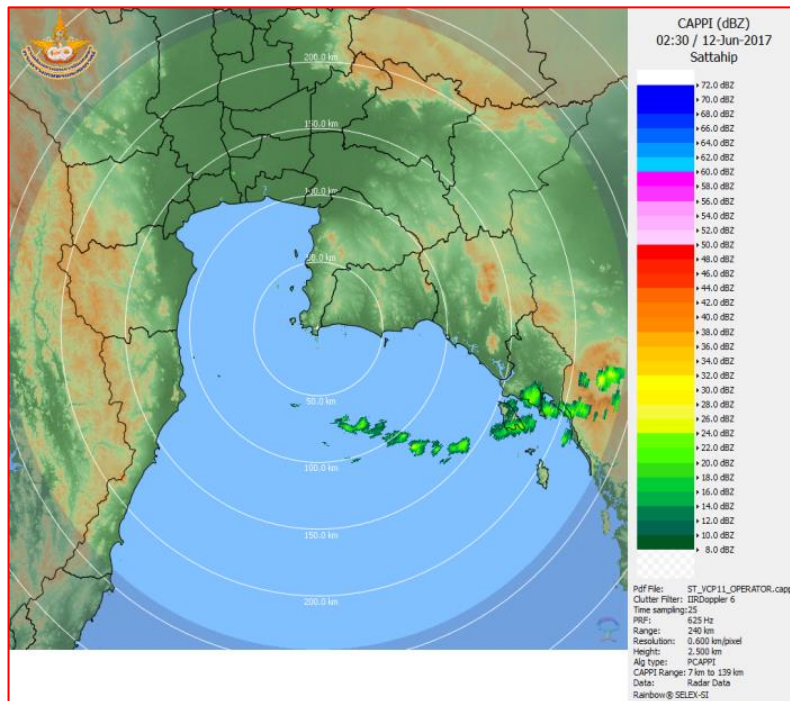 CAPPI (dBZ)
02:30 / 12-Jun-2017
Sattahip
72.0 dBZ
70.0 dBZ
68.0 dBZ
66.0 dBZ
64.0 dBZ
62.0 dBZ
60.0 dBZ
58.0 dBZ
56.0 dBZ
54.0 dBZ
52.0 dBZ
50.0 dBZ
48.0 dBZ
46.0 dBZ
44.0 dBZ
42.0 dBZ
40.0 dBZ
38.0 dBZ
36.0 dBZ
34.0 dBZ
32.0 dBZ
30.0 dBZ
28.0 dBZ
26.0 dBZ
24.0 dBZ
22.0 dBZ
20.0 dBZ
18.0 dBZ
16.0 dBZ
14.0 dBZ
12.0 dBZ
10.0 dBZ
8.0 dBZ
Pdf File: ST_VCP11_OPERATOR.capp
Clutter Filter: IIRDoppler 6
Time sampling:25
PRF: 625 Hz
Range: 240 km
Resolution: 0.600 km/pixel
Height: 2.500 km
Alg type: PCAPPI
CAPPI Range: 7 km to 139 km
Data: Radar Data
Rainbow® SELEX-SI
200.0 km
150.0 km
100.0 km
50.0 km
50.0 km
100.0 km
150.0 km
200.0 km